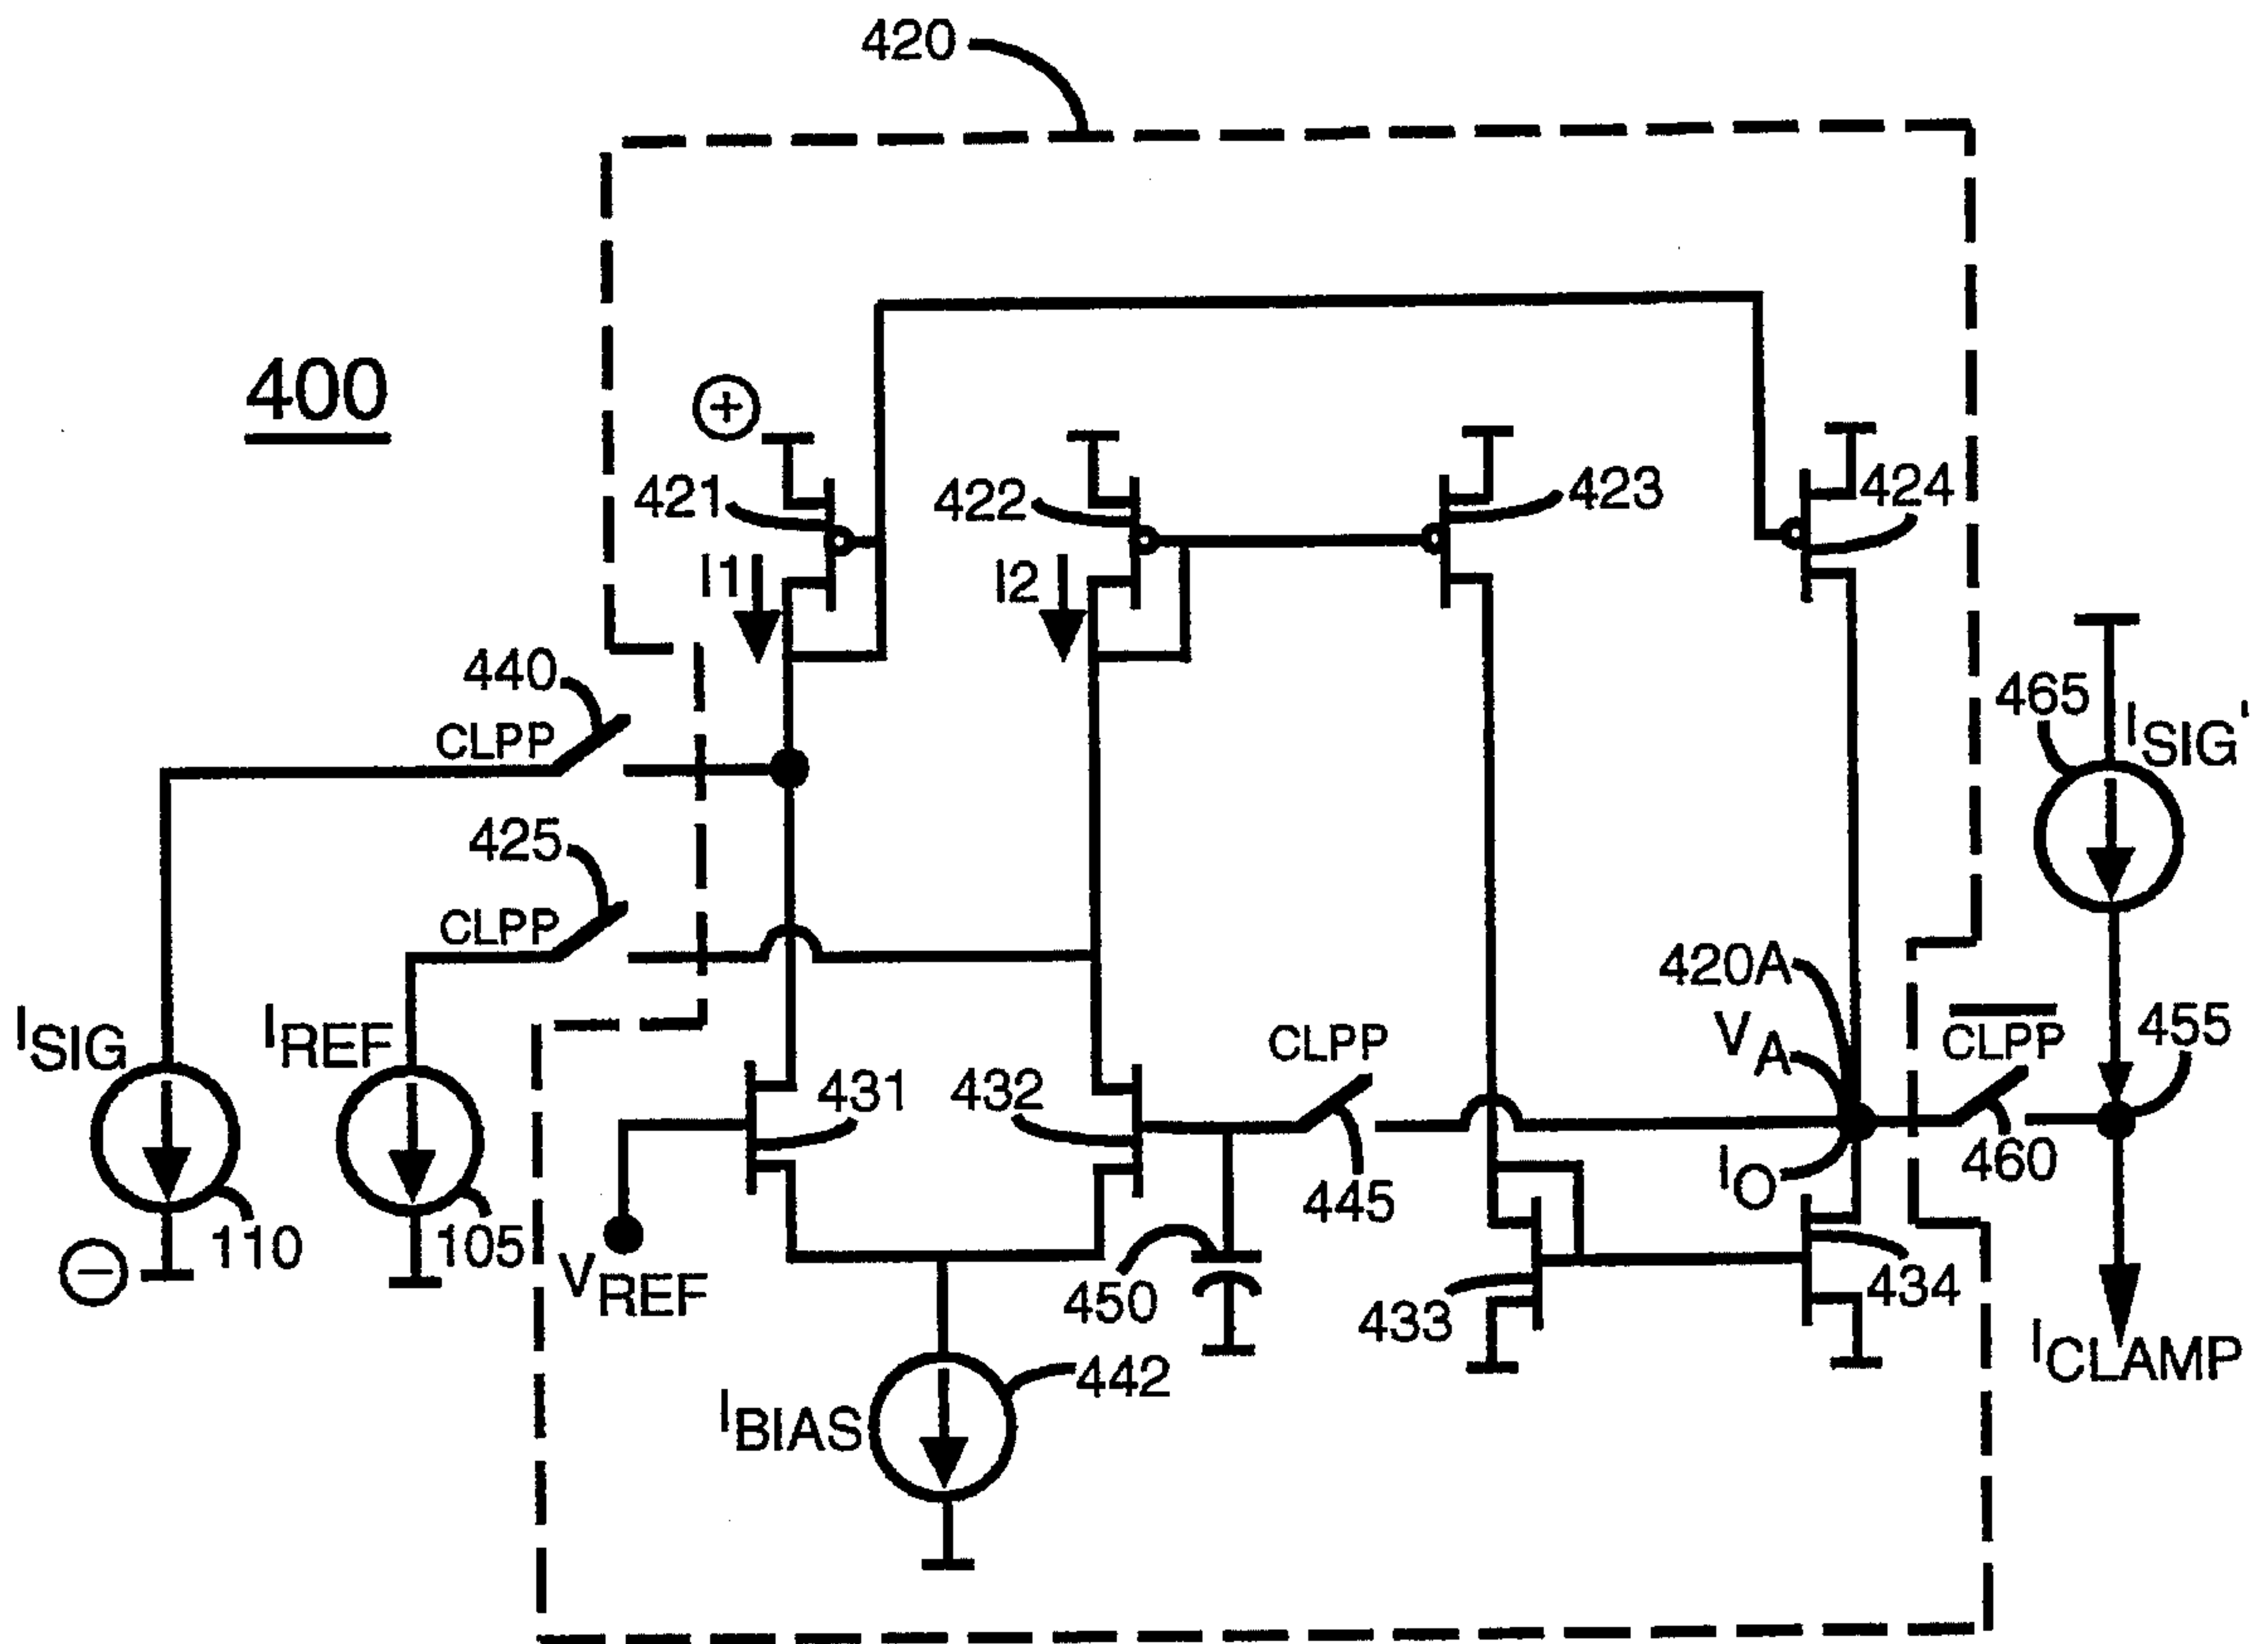 420
400
+
421
422
423
424
I1
I2
440
CLPP
465
ISIG'
425
CLPP
420A
VA
CLPP
455
ISIG
IREF
CLPP
431
432
445
IO
460
110
105
VREF
450
433
434
ICLAMP
−
442
IBIAS